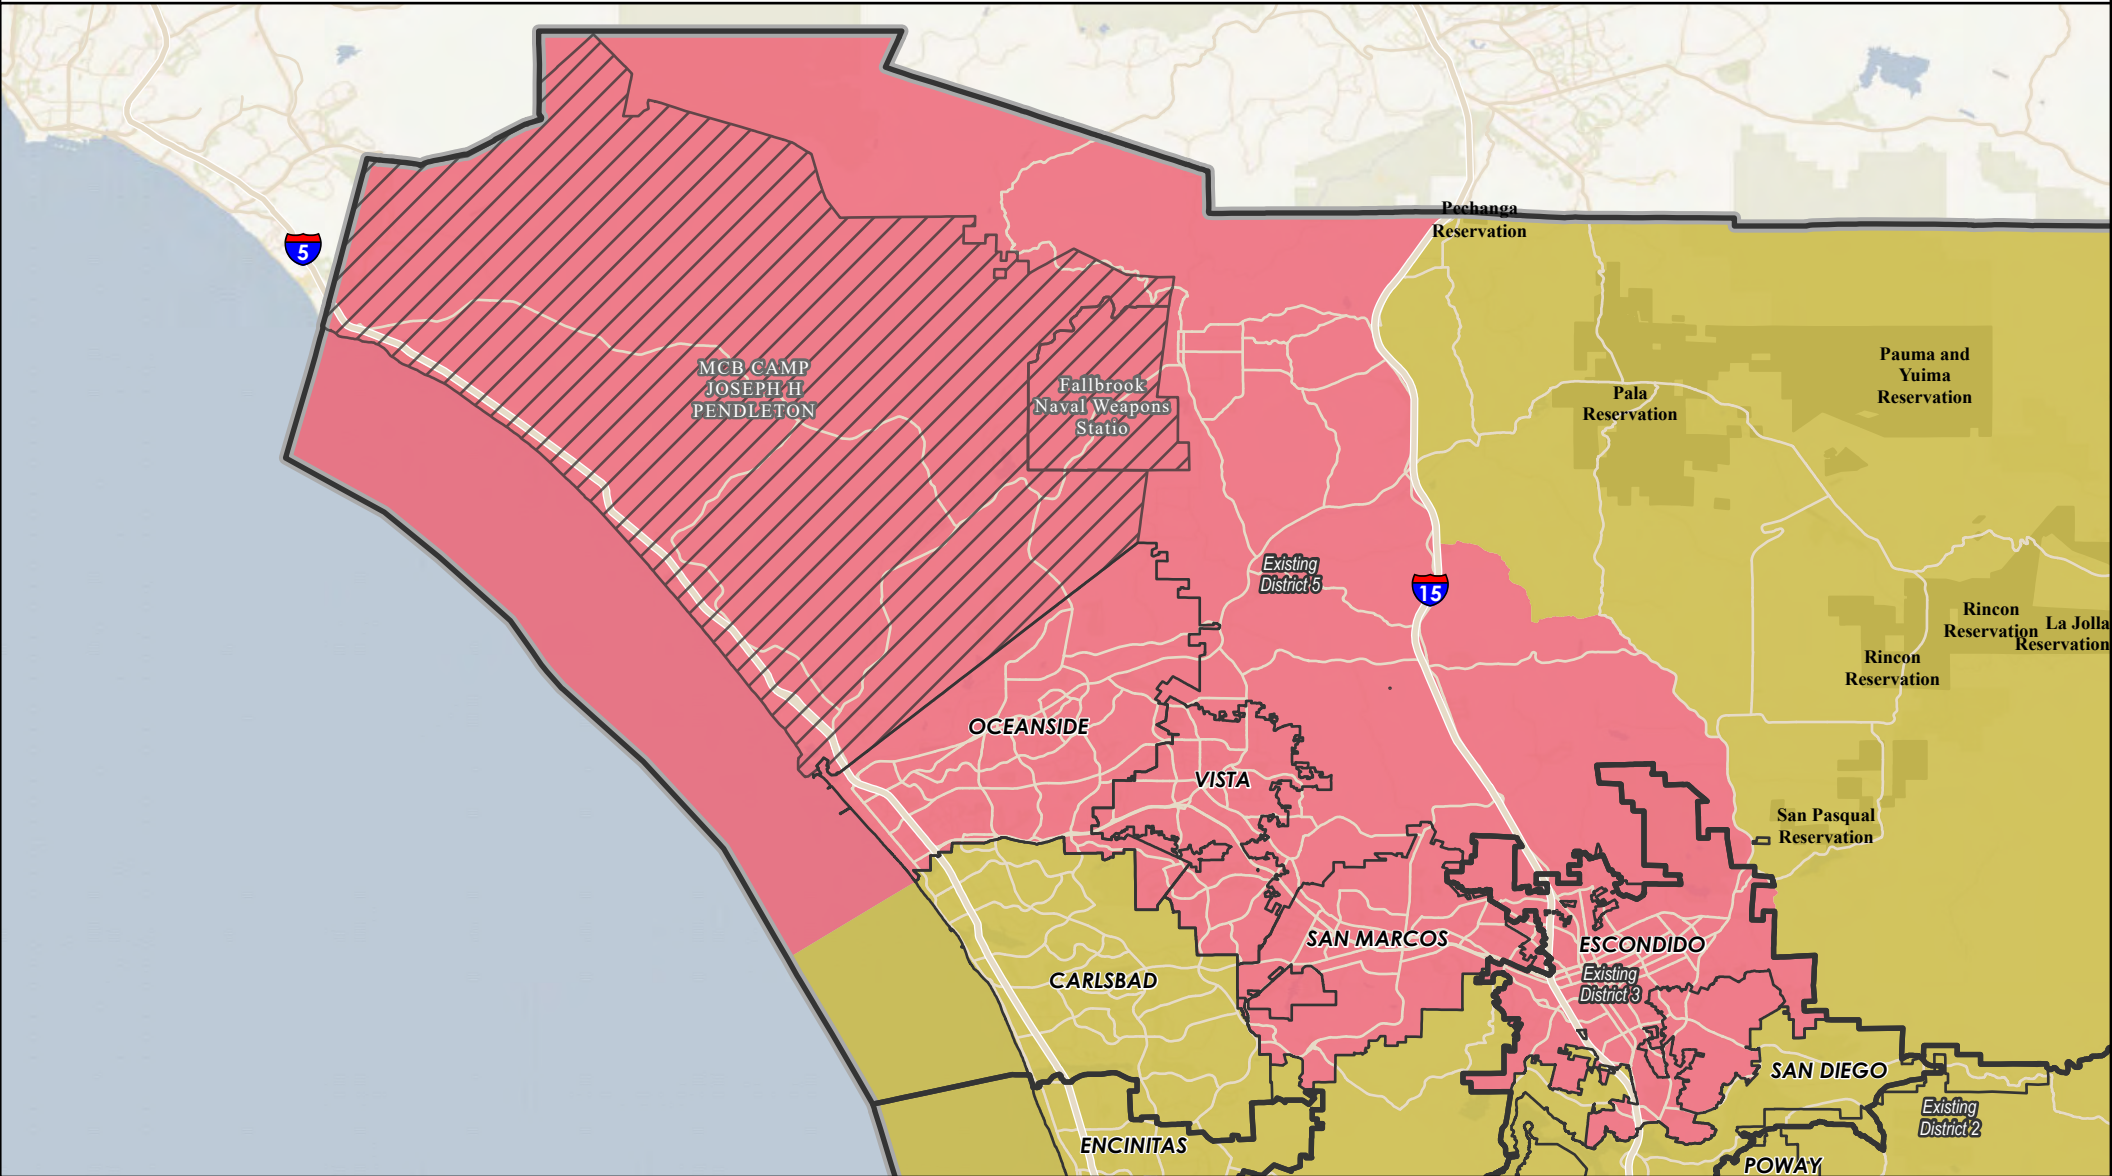 Pechanga
Reservation
5
MCB CAMP
JOSEPH H
PENDLETON
Fallbrook
Naval Weapons
Statio
Pauma and
Yuima
Reservation
Pala
Reservation
Existing
District 5
15
Rincon
Reservation
La Jolla
Reservation
Rincon
Reservation
OCEANSIDE
VISTA
San Pasqual
Reservation
SAN MARCOS
ESCONDIDO
Existing
District 3
CARLSBAD
SAN DIEGO
Existing
District 2
ENCINITAS
POWAY